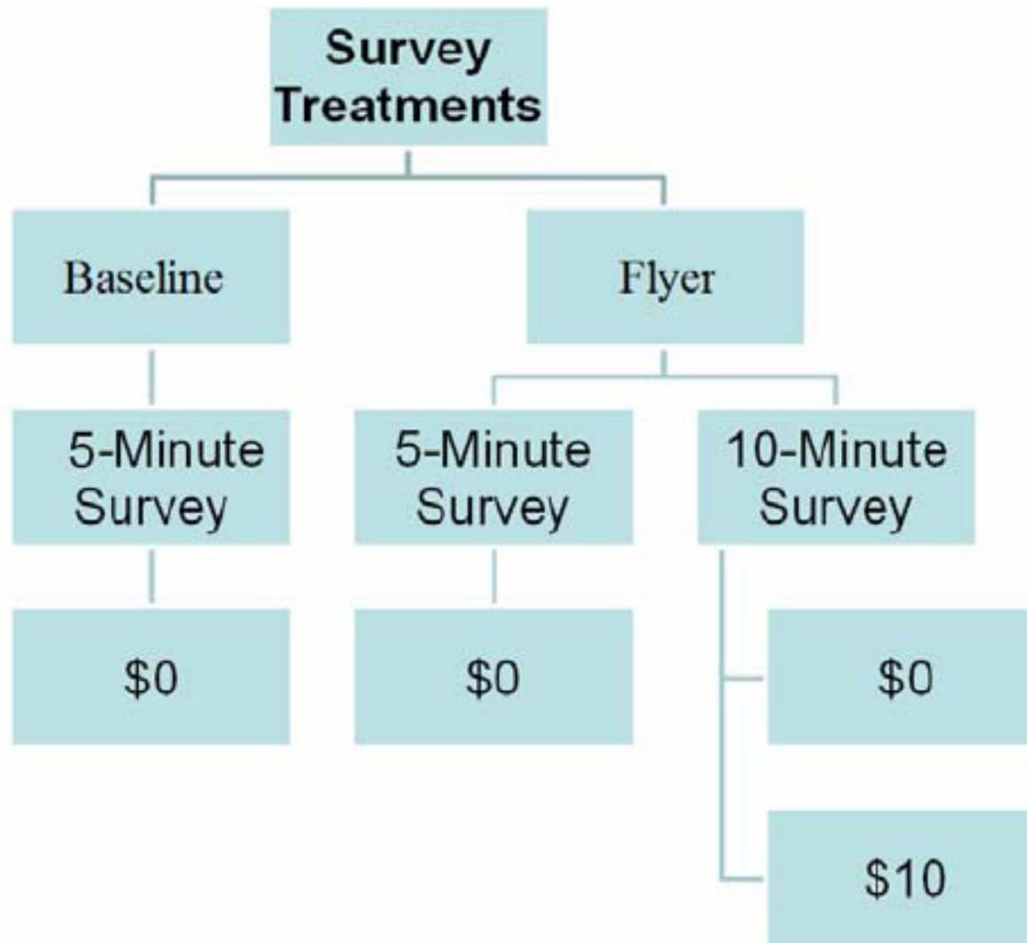 Survey
Treatments
Baseline
Flyer
5-Minute
Survey
5-Minute
Survey
10-Minute
Survey
$0
$0
$0
$10